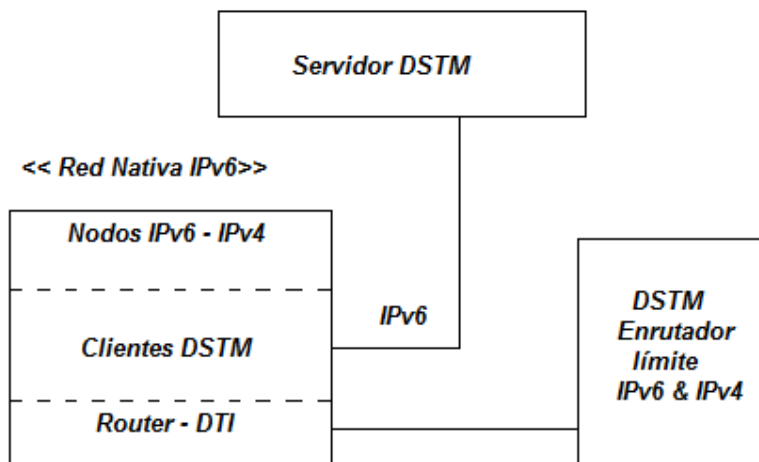 Servidor DSTM
<< Red Nativa IPv6>>
Nodos IPv6 - IPv4
IPv6
Clientes DSTM
Router - DTI
DSTM
Enrutador
límite
IPv6 & IPv4